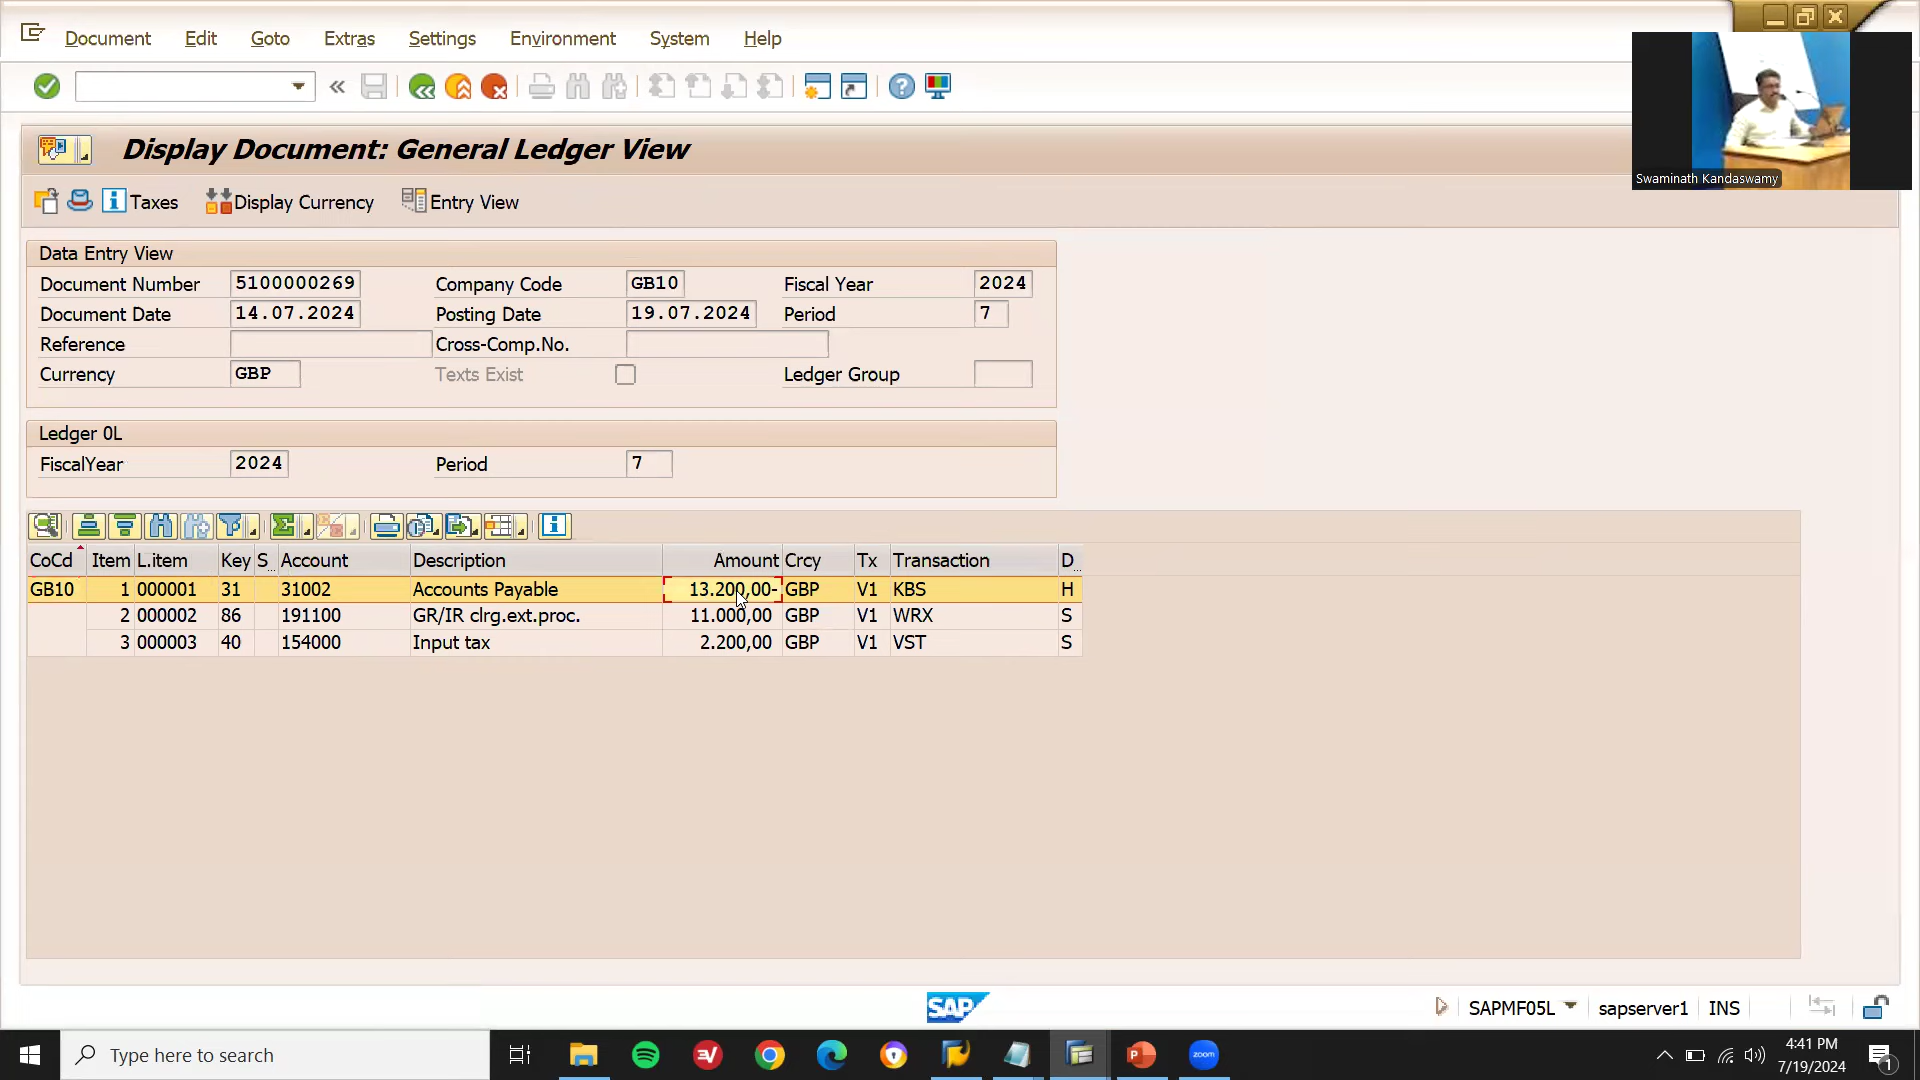 Document Edit Goto Extras Settings Environment System Help
Swaminath Kandaswamy
Display Document: General Ledger View
Taxes Display Currency Entry View
Data Entry View
Document Number 5100000269 Company Code GB10 Fiscal Year 2024
Document Date 14.07.2024 Posting Date 19.07.2024 Period 7
Reference Cross-Comp.No.
Currency GBP Texts Exist Ledger Group
Ledger 0L
FiscalYear 2024 Period 7
CoCd Item L.item Key S.. Account Description Amount Crcy Tx Transaction D..
GB10 1 000001 31 31002 Accounts Payable 13.200,00- GBP V1 KBS H
2 000002 86 191100 GR/IR clrg.ext.proc. 11.000,00 GBP V1 WRX S
3 000003 40 154000 Input tax 2.200,00 GBP V1 VST S
SAP SAPMF05L sapserver1 INS
Type here to search
zoom
4:41 PM
7/19/2024
1